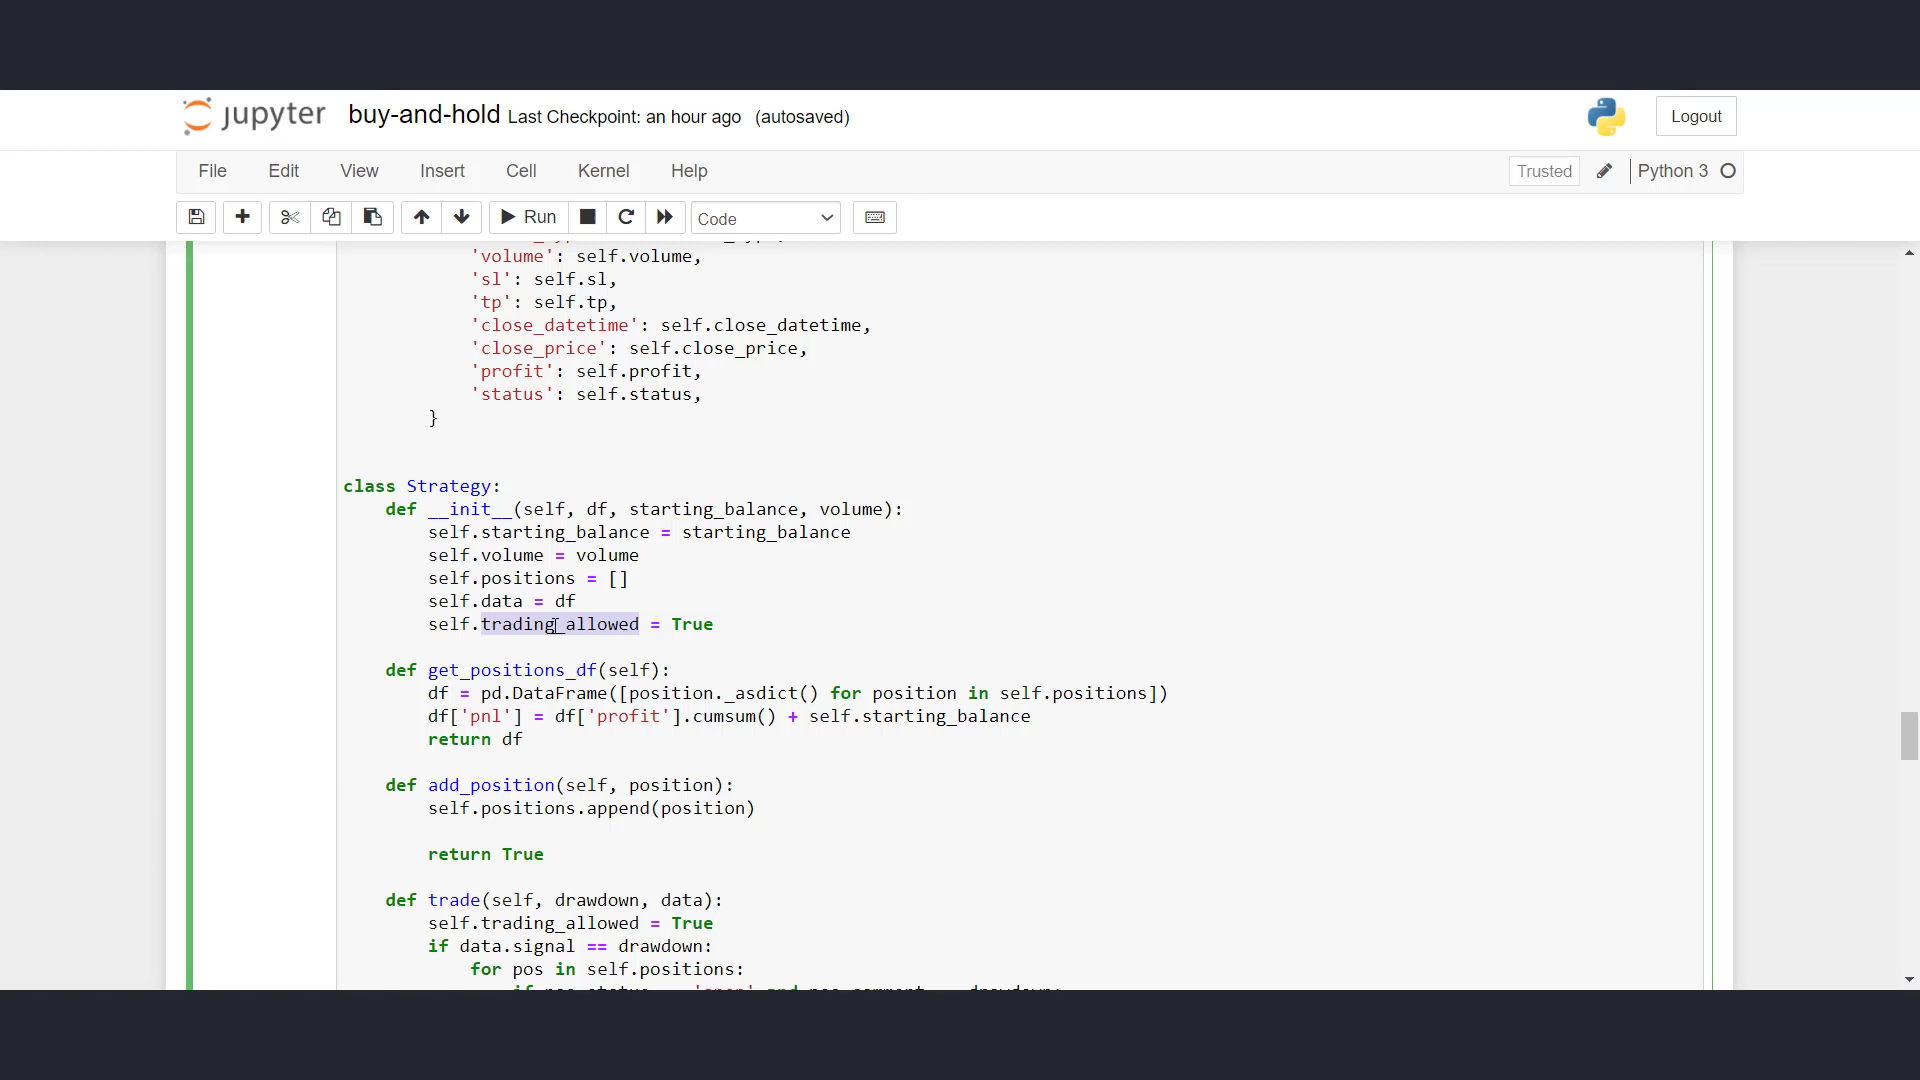 jupyter buy-and-hold Last Checkpoint: an hour ago (autosaved) Logout
File Edit View Insert Cell Kernel Help Trusted Python 3
Run Code
'volume': self.volume,
'sl': self.sl,
'tp': self.tp,
'close_datetime': self.close_datetime,
'close_price': self.close_price,
'profit': self.profit,
'status': self.status,
}
class Strategy:
def __init__(self, df, starting_balance, volume):
self.starting_balance = starting_balance
self.volume = volume
self.positions = []
self.data = df
self.trading_allowed = True
def get_positions_df(self):
df = pd.DataFrame([position._asdict() for position in self.positions])
df['pnl'] = df['profit'].cumsum() + self.starting_balance
return df
def add_position(self, position):
self.positions.append(position)
return True
def trade(self, drawdown, data):
self.trading_allowed = True
if data.signal == drawdown:
for pos in self.positions: